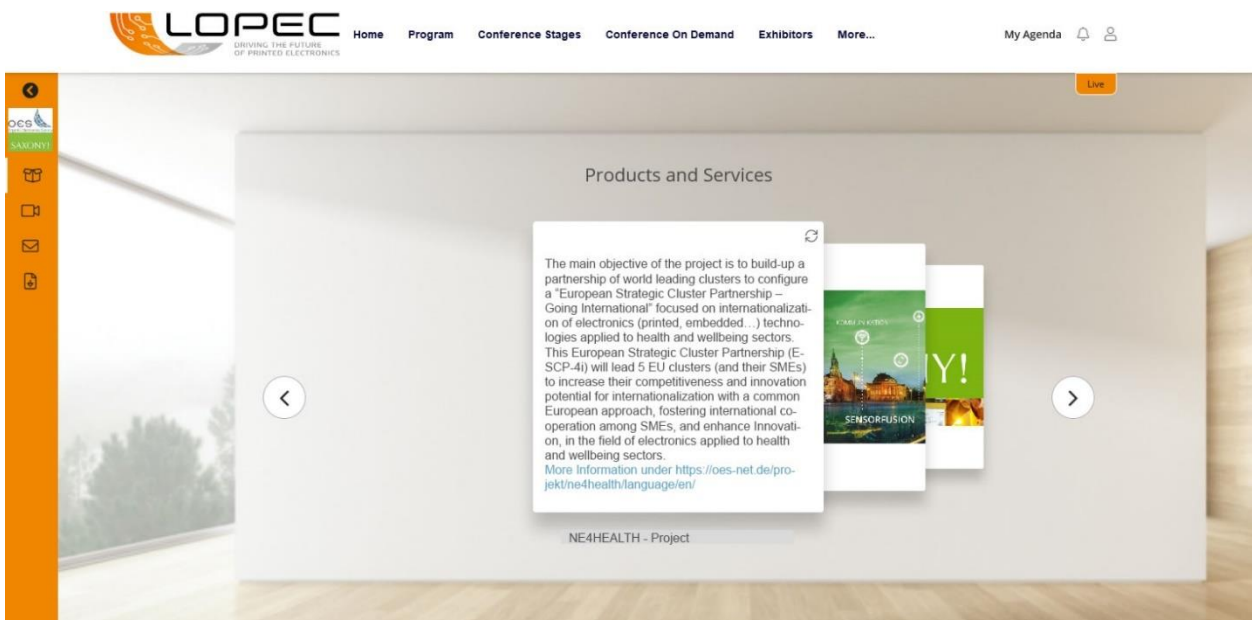 LOPEC
DRIVING THE FUTURE
OF PRINTED ELECTRONICS
Home Program Conference Stages Conference On Demand Exhibitors More... My Agenda
Live
oes
SAXONY!
Products and Services
The main objective of the project is to build-up a
partnership of world leading clusters to configure
a "European Strategic Cluster Partnership –
Going International" focused on internationalizati-
on of electronics (printed, embedded…) techno-
logies applied to health and wellbeing sectors.
This European Strategic Cluster Partnership (E-
SCP-4i) will lead 5 EU clusters (and their SMEs)
to increase their competitiveness and innovation
potential for internationalization with a common
European approach, fostering international co-
operation among SMEs, and enhance Innovati-
on, in the field of electronics applied to health
and wellbeing sectors.
More Information under https://oes-net.de/pro-
jekt/ne4health/language/en/
KOMMUNIKATION
SENSORFUSION
Y!
NE4HEALTH - Project